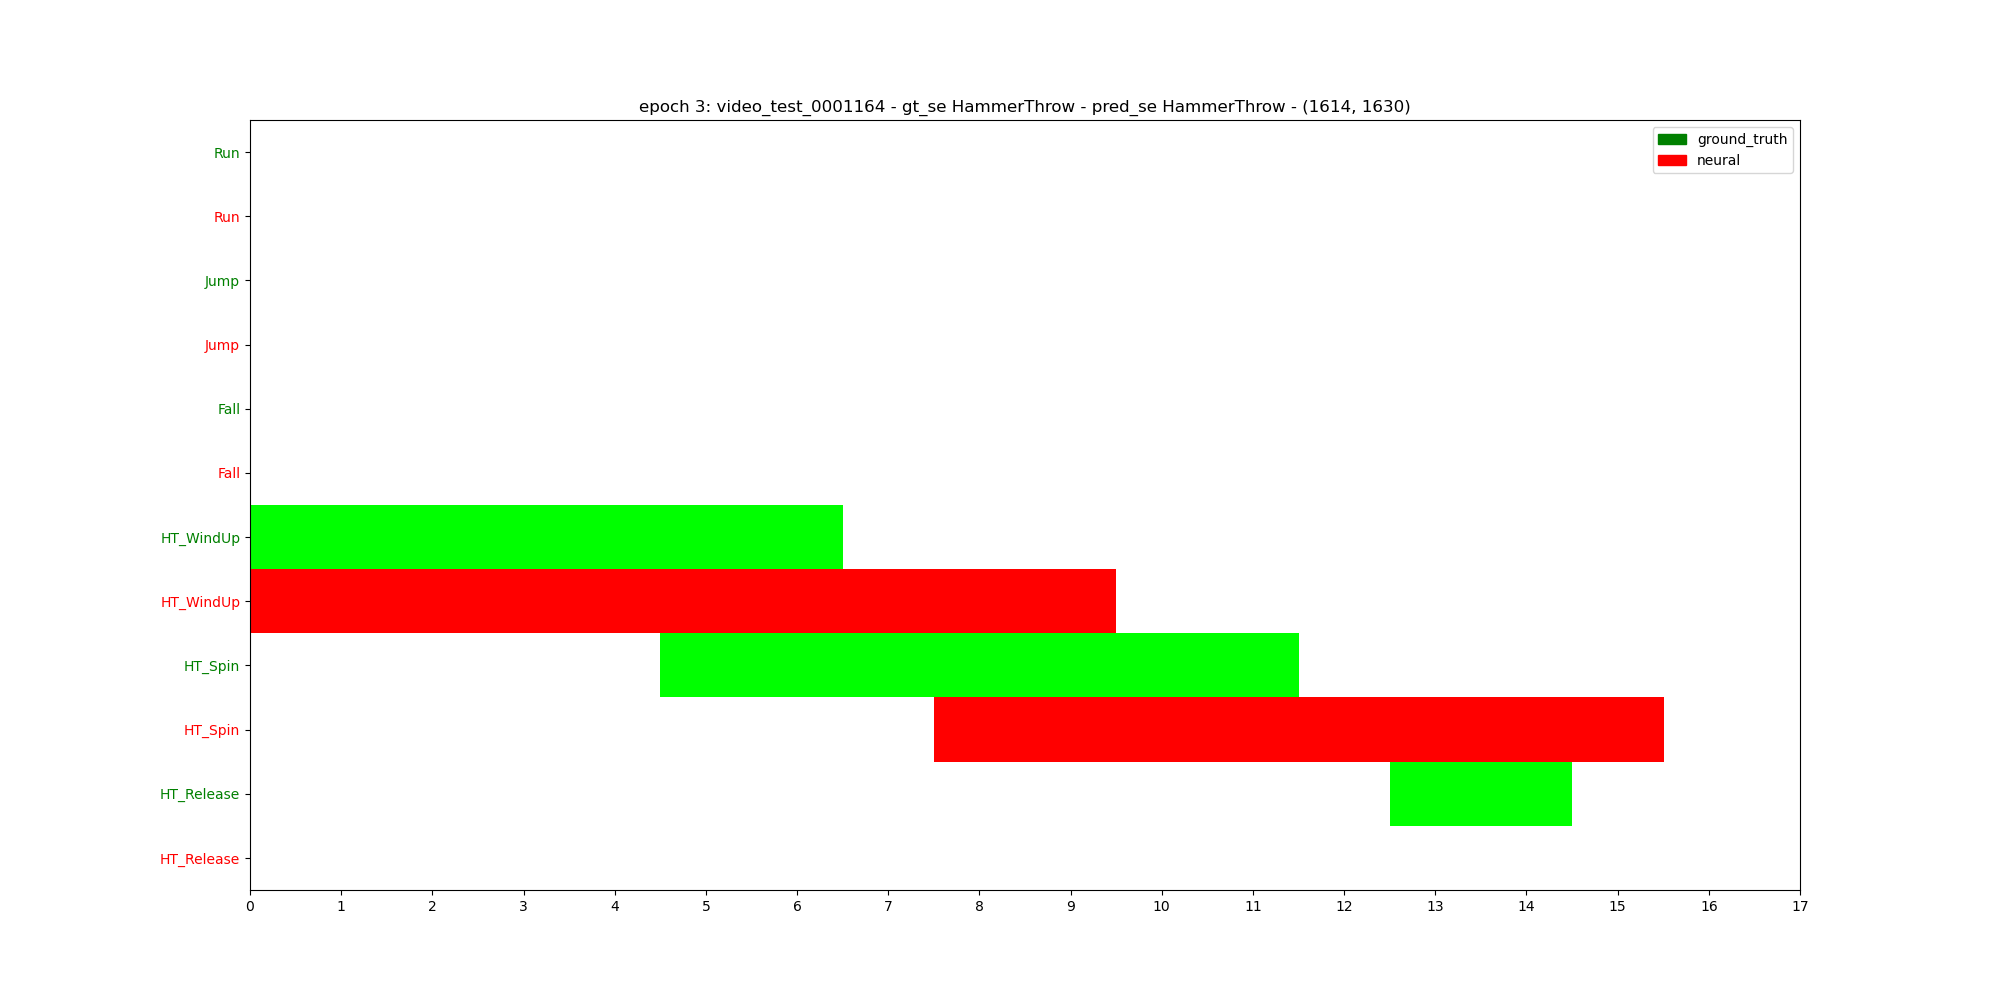 epoch 3: video_test_0001164 - gt_se HammerThrow - pred_se HammerThrow - (1614, 1630)
ground_truth
neural
Run
Run
Jump
Jump
Fall
Fall
HT_WindUp
HT_WindUp
HT_Spin
HT_Spin
HT_Release
HT_Release
0 1 2 3 4 5 6 7 8 9 10 11 12 13 14 15 16 17